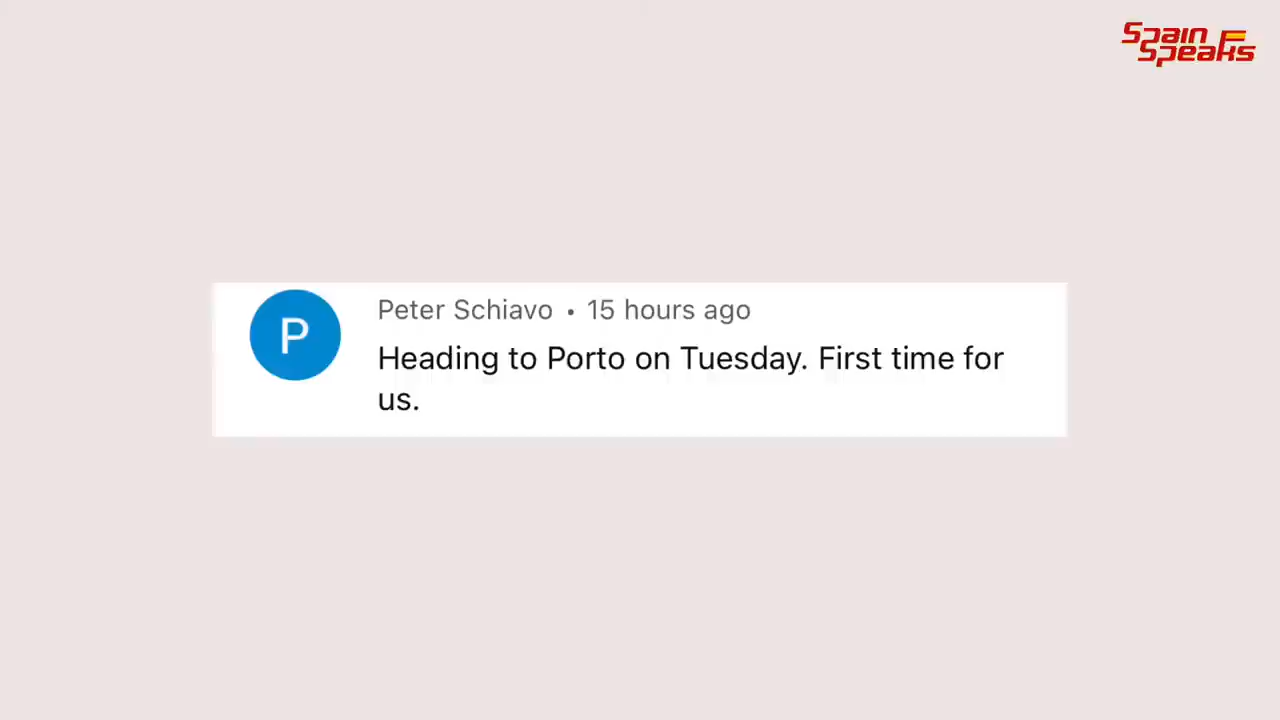 Spain
Speaks
P
Peter Schiavo • 15 hours ago
Heading to Porto on Tuesday. First time for
us.